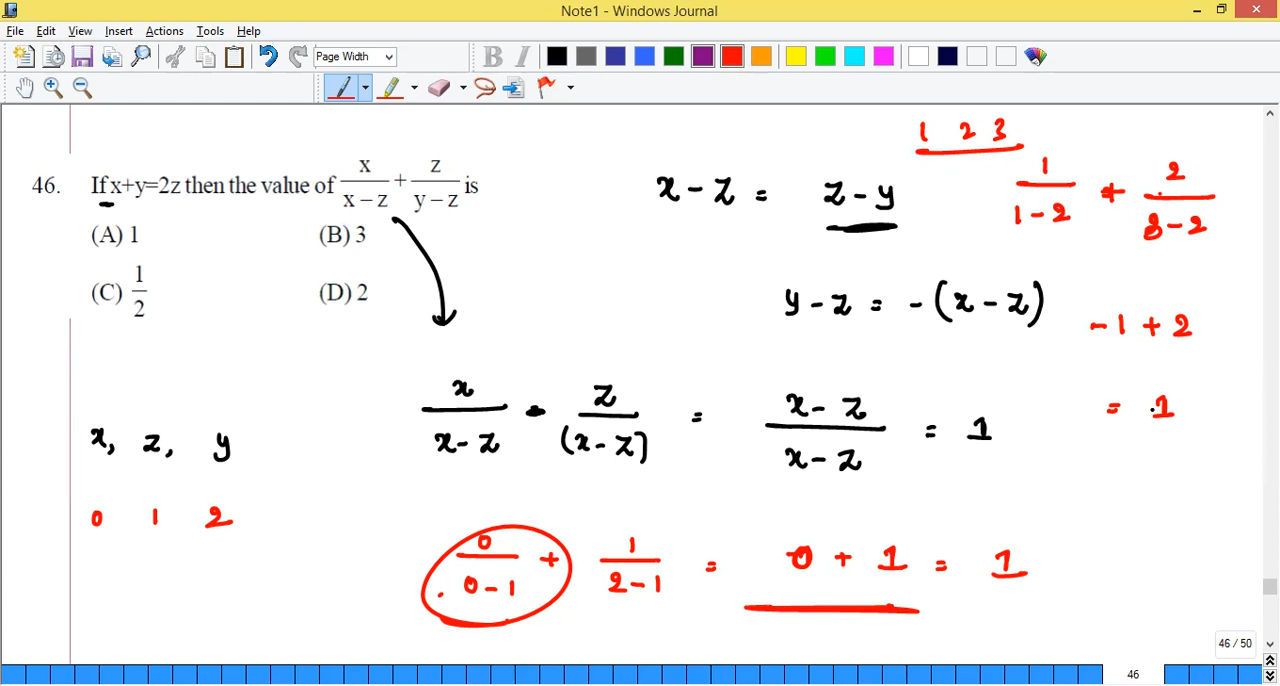 Note1 - Windows Journal
File Edit View Insert Actions Tools Help
Page Width
B I
1 2 3
46. If x+y=2z then the value of x/(x – z) + z/(y – z) is
(A) 1 (B) 3
(C) 1/2 (D) 2
x - z = z - y
1/(1-2) + 2/(3-2)
y - z = -(x - z)
-1 + 2
= 1
x/(x-z) - z/(x-z) = (x-z)/(x-z) = 1
x, z, y
0 1 2
0/(0-1) + 1/(2-1) = 0 + 1 = 1
46 / 50
46